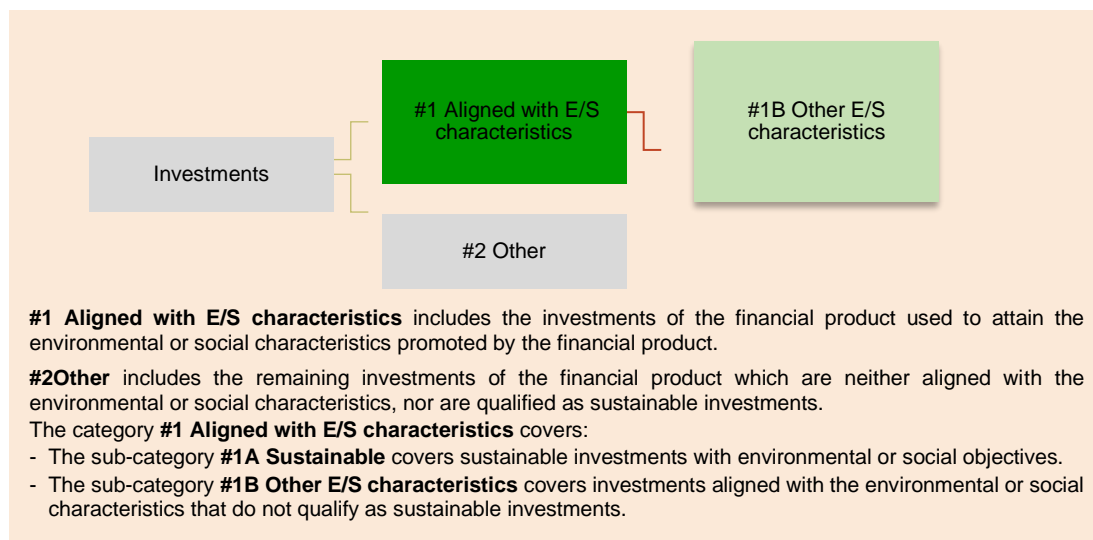 #1 Aligned with E/S
characteristics
#1B Other E/S
characteristics
Investments
#2 Other
#1 Aligned with E/S characteristics includes the investments of the financial product used to attain the
environmental or social characteristics promoted by the financial product.
#2Other includes the remaining investments of the financial product which are neither aligned with the
environmental or social characteristics, nor are qualified as sustainable investments.
The category #1 Aligned with E/S characteristics covers:
- The sub-category #1A Sustainable covers sustainable investments with environmental or social objectives.
- The sub-category #1B Other E/S characteristics covers investments aligned with the environmental or social
characteristics that do not qualify as sustainable investments.